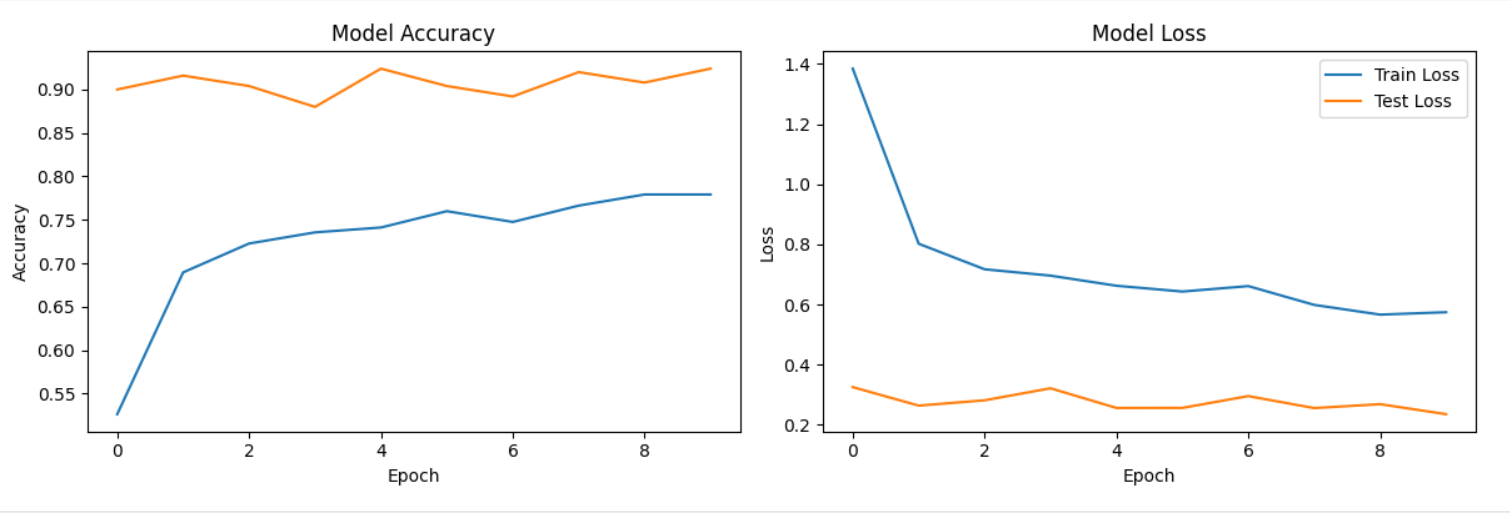 Model Accuracy
0.90
0.85
0.80
0.75
0.70
0.65
0.60
0.55
Accuracy
0 2 4 6 8
Epoch
Model Loss
Train Loss
Test Loss
1.4
1.2
1.0
0.8
0.6
0.4
0.2
Loss
0 2 4 6 8
Epoch